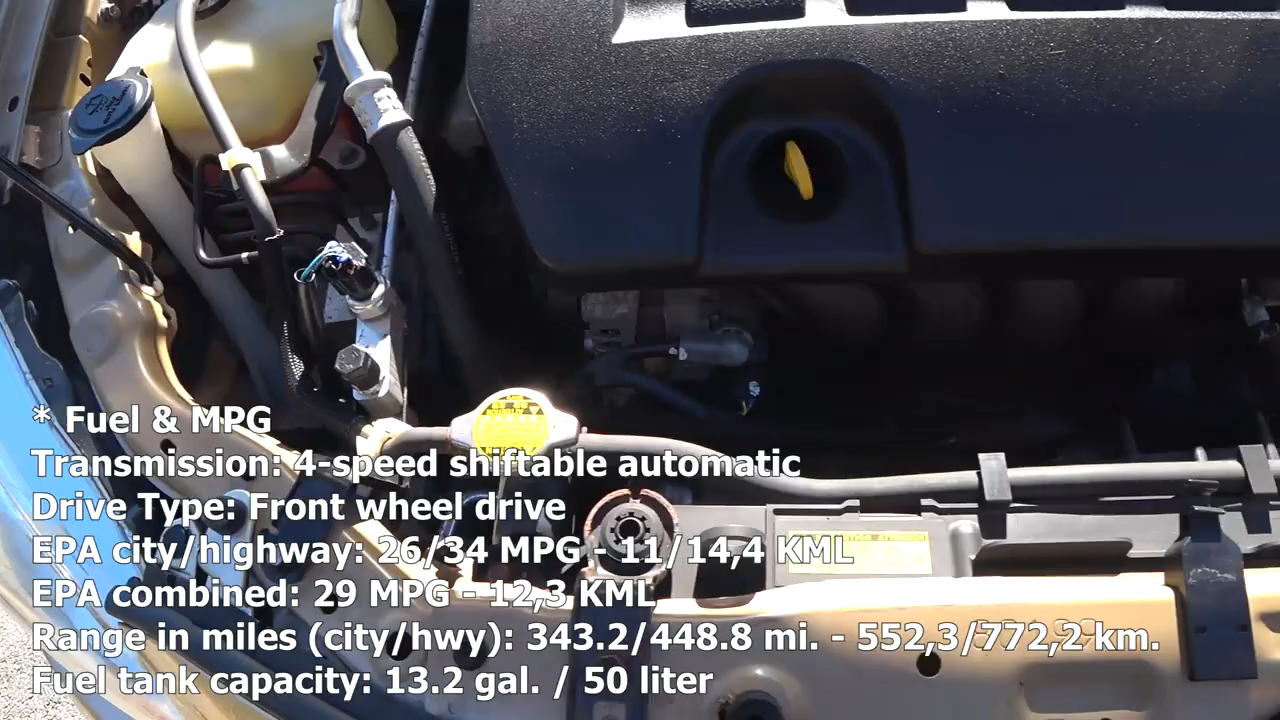 * Fuel & MPG
Transmission: 4-speed shiftable automatic
Drive Type: Front wheel drive
EPA city/highway: 26/34 MPG - 11/14,4 KML
EPA combined: 29 MPG - 12,3 KML
Range in miles (city/hwy): 343.2/448.8 mi. - 552,3/772,2 km.
Fuel tank capacity: 13.2 gal. / 50 liter